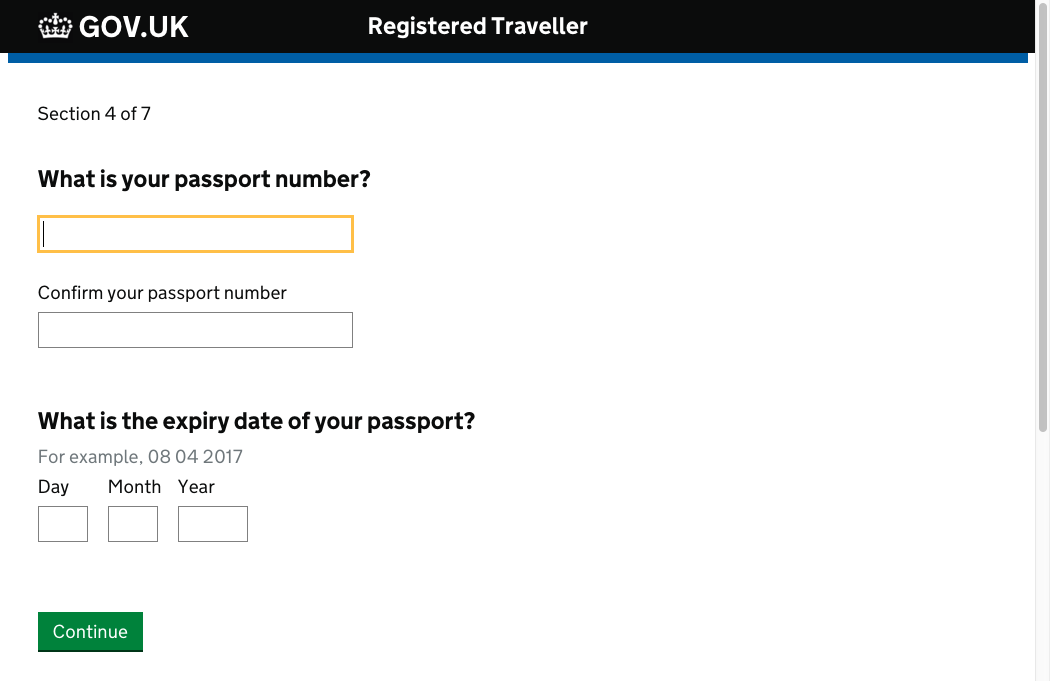 GOV.UK Registered Traveller
Section 4 of 7
What is your passport number?
Confirm your passport number
What is the expiry date of your passport?
For example, 08 04 2017
Day Month Year
Continue